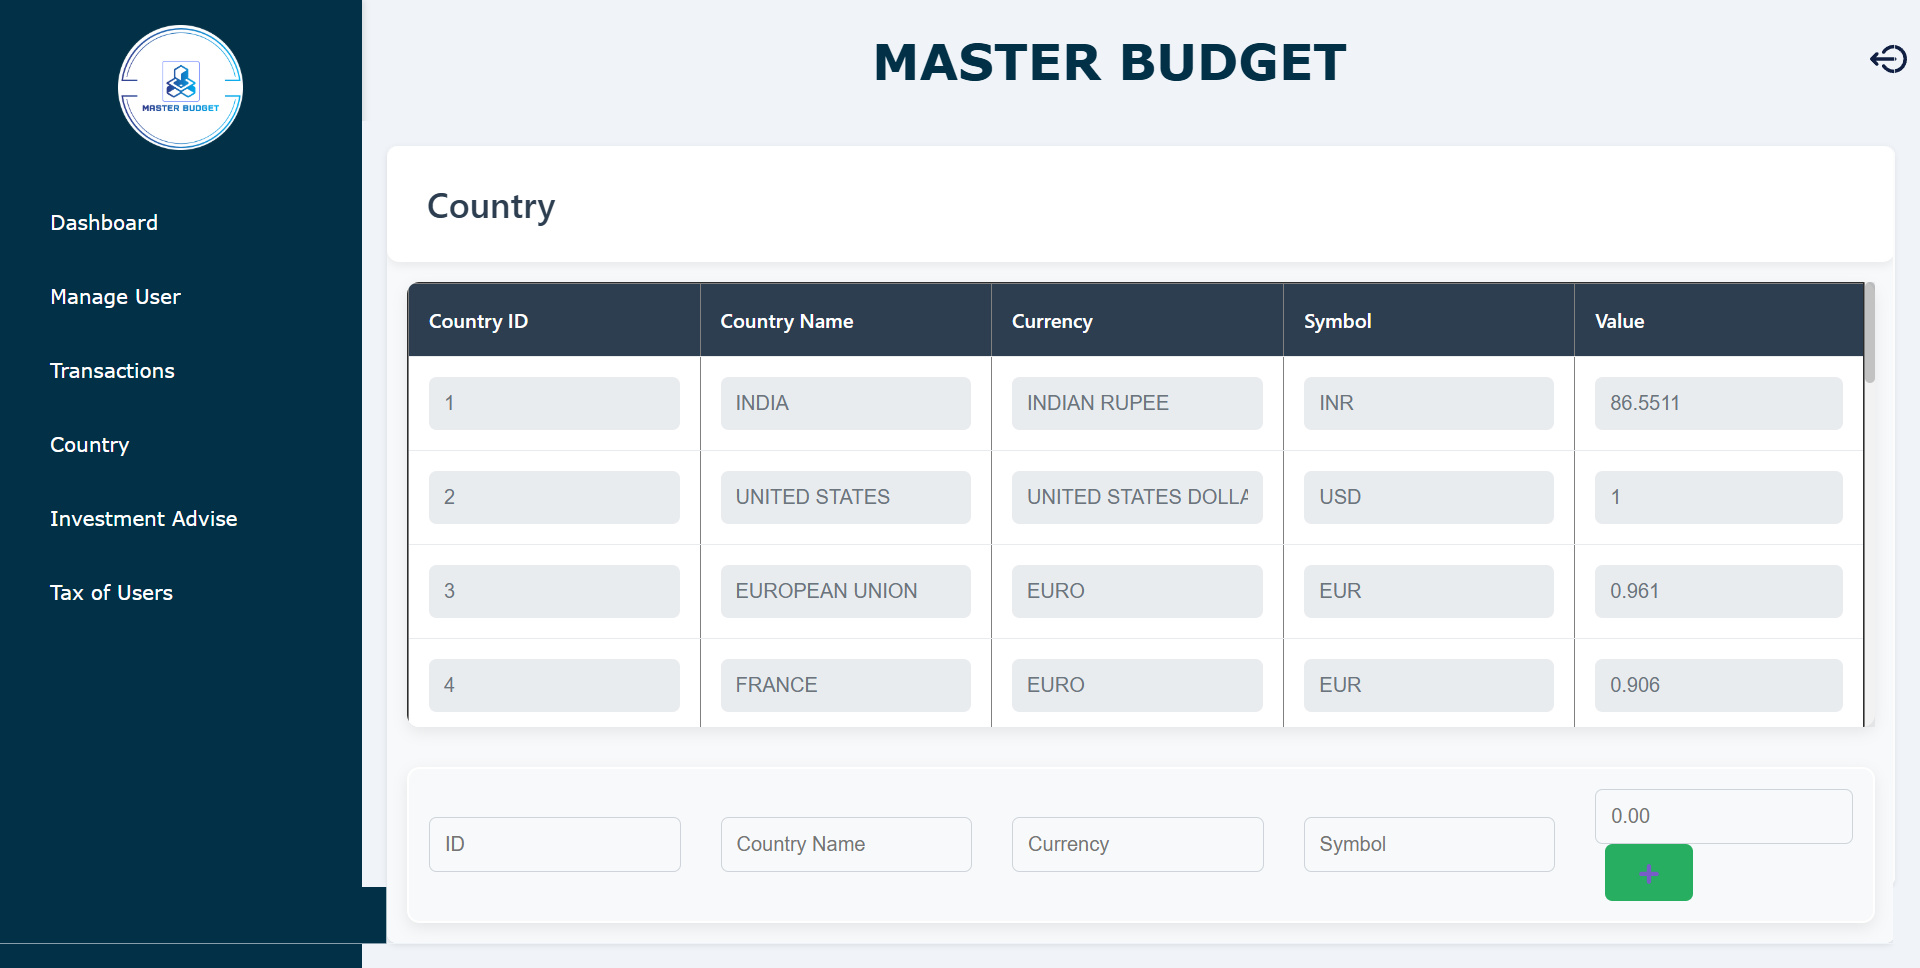 MASTER BUDGET
MASTER BUDGET
Dashboard
Manage User
Transactions
Country
Investment Advise
Tax of Users
Country
Country ID Country Name Currency Symbol Value
1 INDIA INDIAN RUPEE INR 86.5511
2 UNITED STATES UNITED STATES DOLLA USD 1
3 EUROPEAN UNION EURO EUR 0.961
4 FRANCE EURO EUR 0.906
ID Country Name Currency Symbol 0.00
+